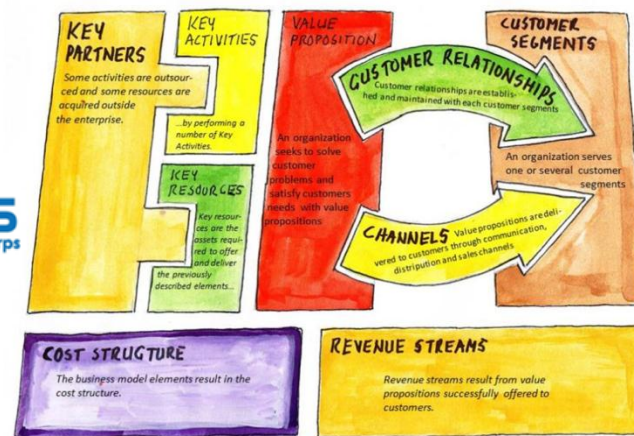 KEY
PARTNERS
Some activities are outsour-
ced and some resources are
acquired outside
the enterprise.
KEY
ACTIVITIES
...by performing a
number of Key
Activities.
KEY
RESOURCES
Key resour-
ces are the
assets requi-
red to offer
and deliver
the previously
described elements...
VALUE
PROPOSITION
An organization
seeks to solve
customer
problems and
satisfy customers
needs with value
propositions
CUSTOMER RELATIONSHIPS
Customer relationships are establis-
hed and maintained with each customer segments
CHANNELS Value propositions are deli-
vered to customers through communication,
distripution and sales channels
CUSTOMER
SEGMENTS
An organization serves
one or several customer
segments
COST STRUCTURE
The business model elements result in the
cost structure.
REVENUE STREAMS
Revenue streams result from value
propositions successfully offered to
customers.